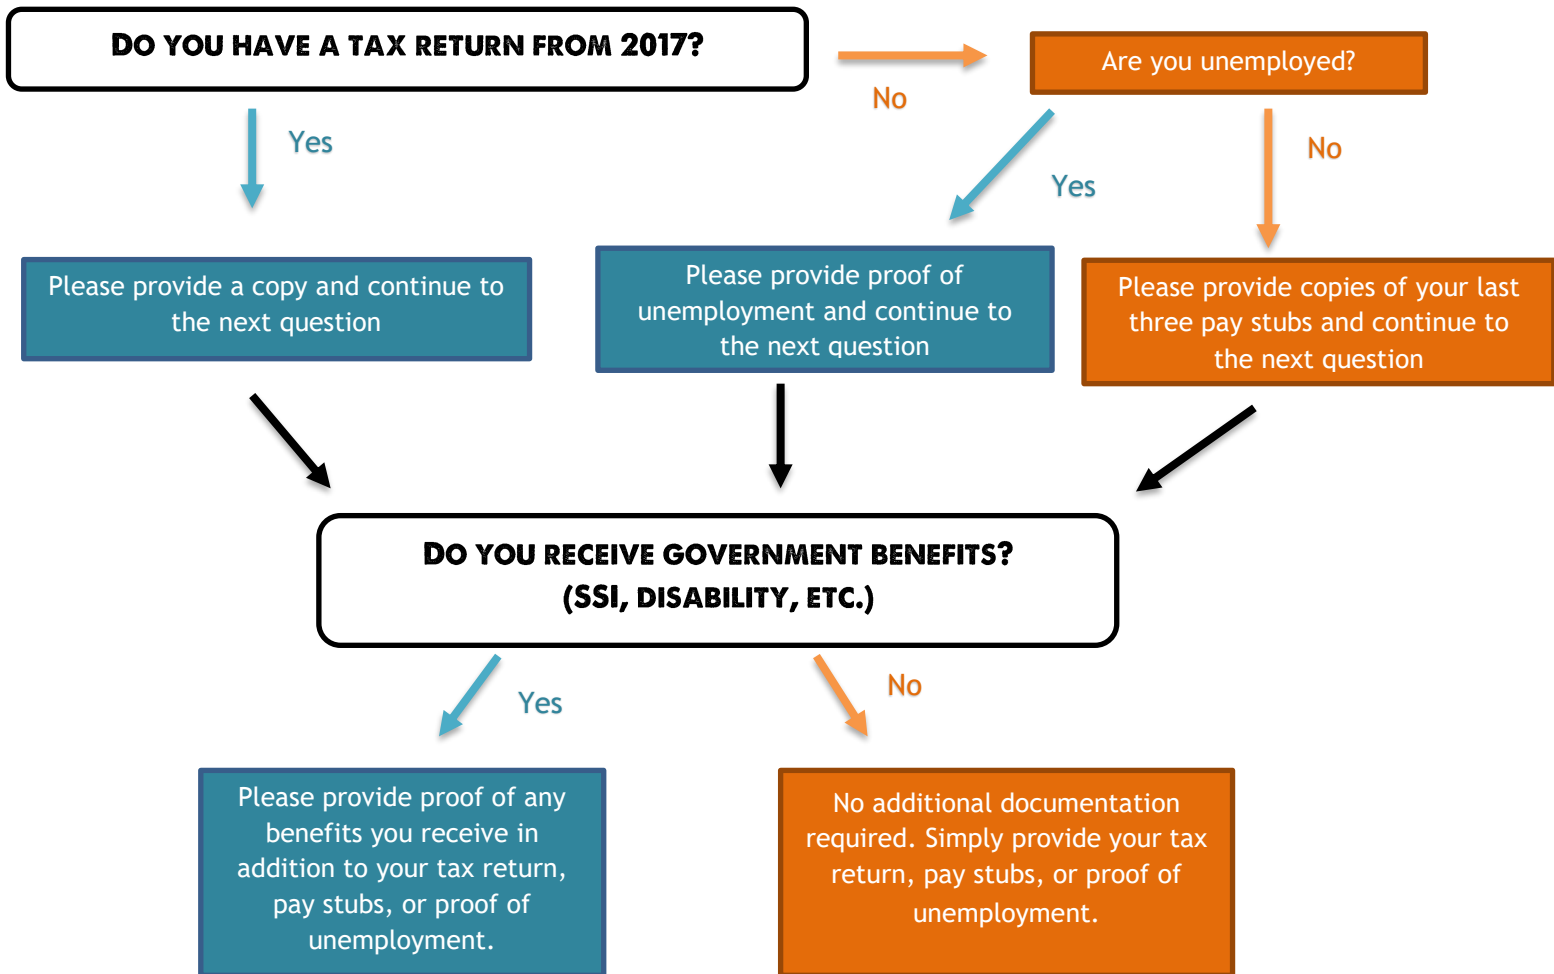 DO YOU HAVE A TAX RETURN FROM 2017?
Are you unemployed?
No
Yes
No
Yes
Please provide a copy and continue to
the next question
Please provide proof of
unemployment and continue to
the next question
Please provide copies of your last
three pay stubs and continue to
the next question
DO YOU RECEIVE GOVERNMENT BENEFITS?
(SSI, DISABILITY, ETC.)
Yes
No
Please provide proof of any
benefits you receive in
addition to your tax return,
pay stubs, or proof of
unemployment.
No additional documentation
required. Simply provide your tax
return, pay stubs, or proof of
unemployment.